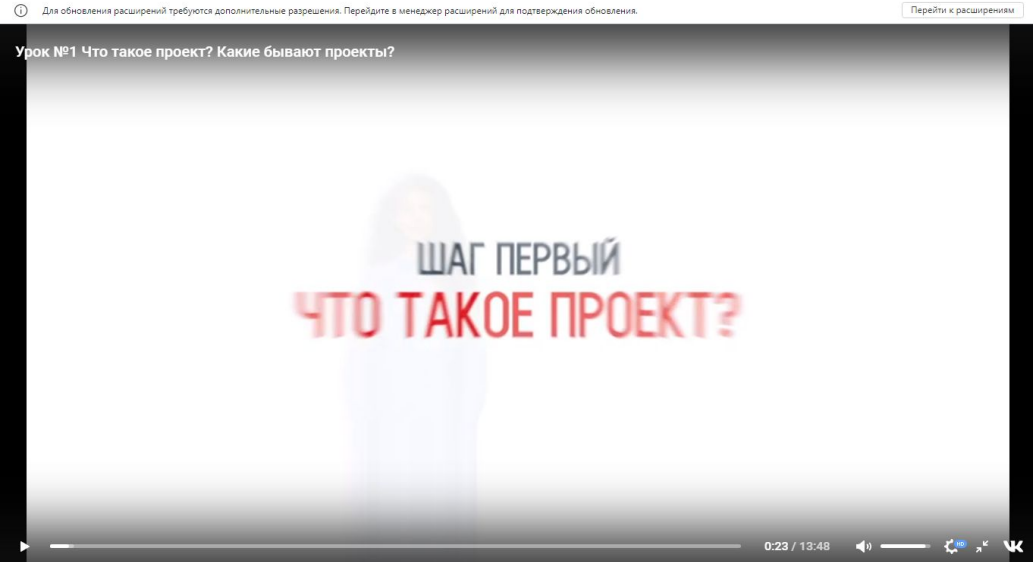 Для обновления расширений требуются дополнительные разрешения. Перейдите в менеджер расширений для подтверждения обновления.
Перейти к расширениям
Урок №1 Что такое проект? Какие бывают проекты?
ШАГ ПЕРВЫЙ
ЧТО ТАКОЕ ПРОЕКТ?
0:23 / 13:48
HD